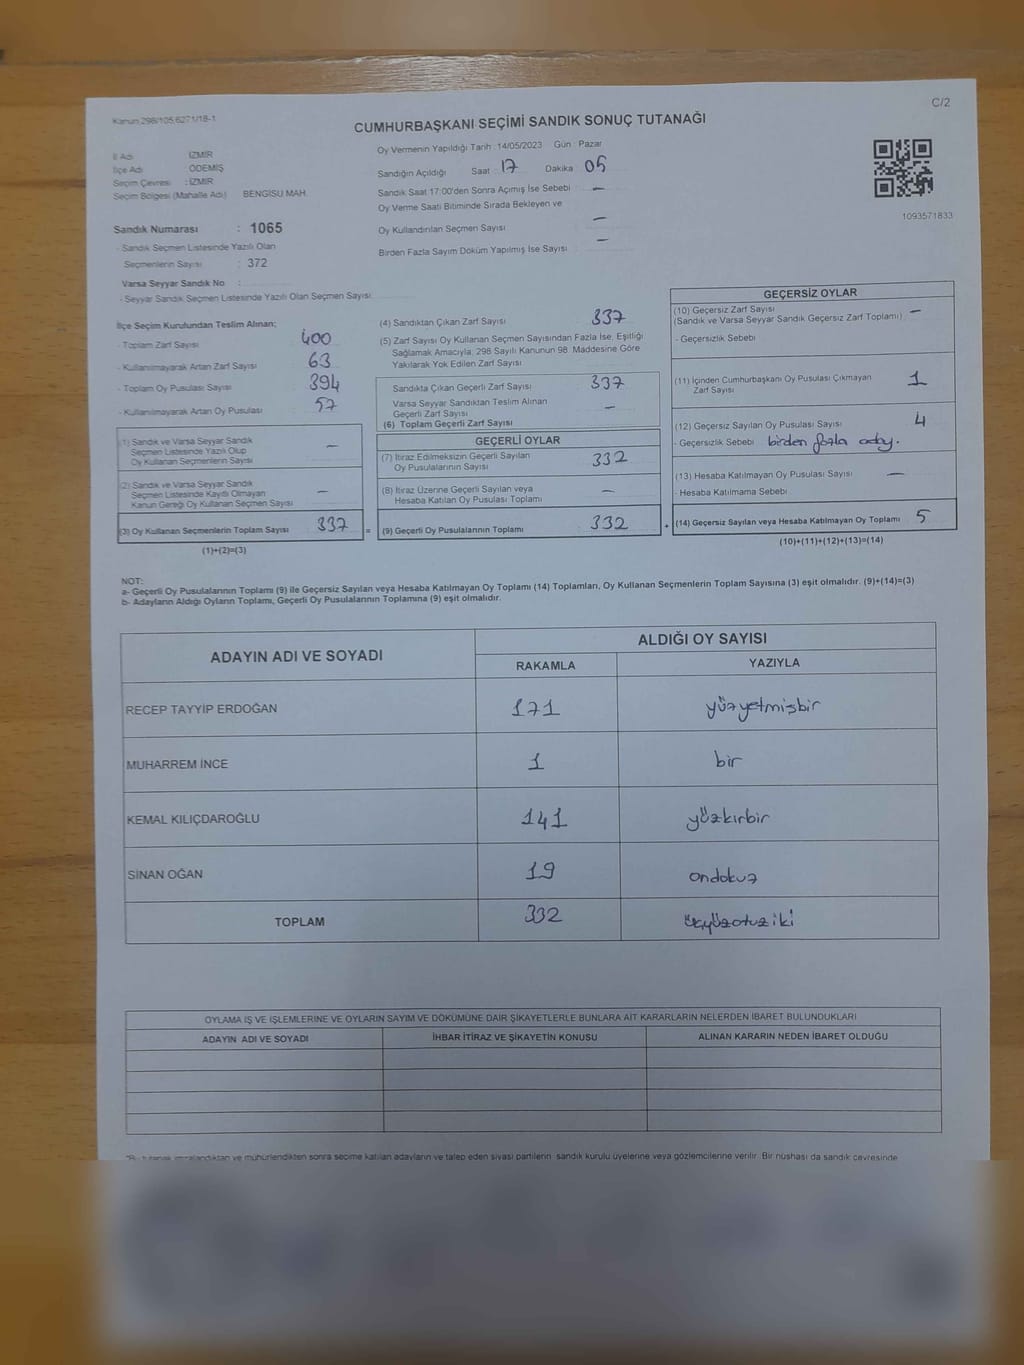 C/2
Kanun 298/105,6271/18-1
CUMHURBAŞKANI SEÇİMİ SANDIK SONUÇ TUTANAĞI
İl Adı İZMİR
İlçe Adı ÖDEMİŞ
Seçim Çevresi : İZMİR
Seçim Bölgesi (Mahalle Adı) BENGİSU MAH.
Oy Vermenin Yapıldığı Tarih : 14/05/2023 Gün : Pazar
Sandığın Açıldığı Saat : 17 Dakika : 05
Sandık Saat 17:00'den Sonra Açımış İse Sebebi —
Oy Verme Saati Bitiminde Sırada Bekleyen ve
Oy Kullandırılan Seçmen Sayısı —
Birden Fazla Sayım Döküm Yapılmış İse Sayısı —
1093571833
Sandık Numarası : 1065
- Sandık Seçmen Listesinde Yazılı Olan
Seçmenlerin Sayısı : 372
Varsa Seyyar Sandık No :
- Seyyar Sandık Seçmen Listesinde Yazılı Olan Seçmen Sayısı:
İlçe Seçim Kurulundan Teslim Alınan;
- Toplam Zarf Sayısı 400
- Kullanılmayarak Artan Zarf Sayısı 63
- Toplam Oy Pusulası Sayısı 394
- Kullanılmayarak Artan Oy Pusulası 57
(1) Sandık ve Varsa Seyyar Sandık
Seçmen Listesinde Yazılı Olup
Oy Kullanan Seçmenlerin Sayısı —
(2) Sandık ve Varsa Seyyar Sandık
Seçmen Listesinde Kayıtlı Olmayan
Kanun Gereği Oy Kullanan Seçmen Sayısı —
(3) Oy Kullanan Seçmenlerin Toplam Sayısı 337 =
(1)+(2)=(3)
(4) Sandıktan Çıkan Zarf Sayısı 337
(5) Zarf Sayısı Oy Kullanan Seçmen Sayısından Fazla İse, Eşitliği
Sağlamak Amacıyla, 298 Sayılı Kanunun 98. Maddesine Göre
Yakılarak Yok Edilen Zarf Sayısı
Sandıkta Çıkan Geçerli Zarf Sayısı 337
Varsa Seyyar Sandıktan Teslim Alınan
Geçerli Zarf Sayısı —
(6) Toplam Geçerli Zarf Sayısı
GEÇERLİ OYLAR
(7) İtiraz Edilmeksizin Geçerli Sayılan
Oy Pusulalarının Sayısı 332
(8) İtiraz Üzerine Geçerli Sayılan veya
Hesaba Katılan Oy Pusulası Toplamı —
(9) Geçerli Oy Pusulalarının Toplamı 332 +
GEÇERSİZ OYLAR
(10) Geçersiz Zarf Sayısı
(Sandık ve Varsa Seyyar Sandık Geçersiz Zarf Toplamı) —
- Geçersizlik Sebebi
(11) İçinden Cumhurbaşkanı Oy Pusulası Çıkmayan
Zarf Sayısı 1
(12) Geçersiz Sayılan Oy Pusulası Sayısı 4
- Geçersizlik Sebebi birden fazla aday.
(13) Hesaba Katılmayan Oy Pusulası Sayısı —
- Hesaba Katılmama Sebebi
(14) Geçersiz Sayılan veya Hesaba Katılmayan Oy Toplamı 5
(10)+(11)+(12)+(13)=(14)
NOT:
a- Geçerli Oy Pusulalarının Toplamı (9) ile Geçersiz Sayılan veya Hesaba Katılmayan Oy Toplamı (14) Toplamları, Oy Kullanan Seçmenlerin Toplam Sayısına (3) eşit olmalıdır. (9)+(14)=(3)
b- Adayların Aldığı Oyların Toplamı, Geçerli Oy Pusulalarının Toplamına (9) eşit olmalıdır.
ADAYIN ADI VE SOYADI ALDIĞI OY SAYISI
RAKAMLA YAZIYLA
RECEP TAYYİP ERDOĞAN 171 yüzyetmişbir
MUHARREM İNCE 1 bir
KEMAL KILIÇDAROĞLU 141 yüzkırbir
SİNAN OĞAN 19 ondokuz
TOPLAM 332 üçyüzotuziki
OYLAMA İŞ VE İŞLEMLERİNE VE OYLARIN SAYIM VE DÖKÜMÜNE DAİR ŞİKAYETLERLE BUNLARA AİT KARARLARIN NELERDEN İBARET BULUNDUKLARI
ADAYIN ADI VE SOYADI İHBAR İTİRAZ VE ŞİKAYETİN KONUSU ALINAN KARARIN NEDEN İBARET OLDUĞU
*Bu tutanak imzalandıktan ve mühürlendikten sonra seçime katılan adayların ve talep eden siyasi partilerin sandık kurulu üyelerine veya gözlemcilerine verilir. Bir nüshası da sandık çevresinde